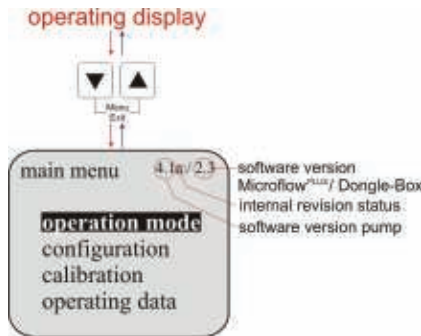 operating display
Menu
Exit
main menu 4.1a / 2.3
software version
Microflow PLUS / Dongle-Box
internal revision status
software version pump
operation mode
configuration
calibration
operating data